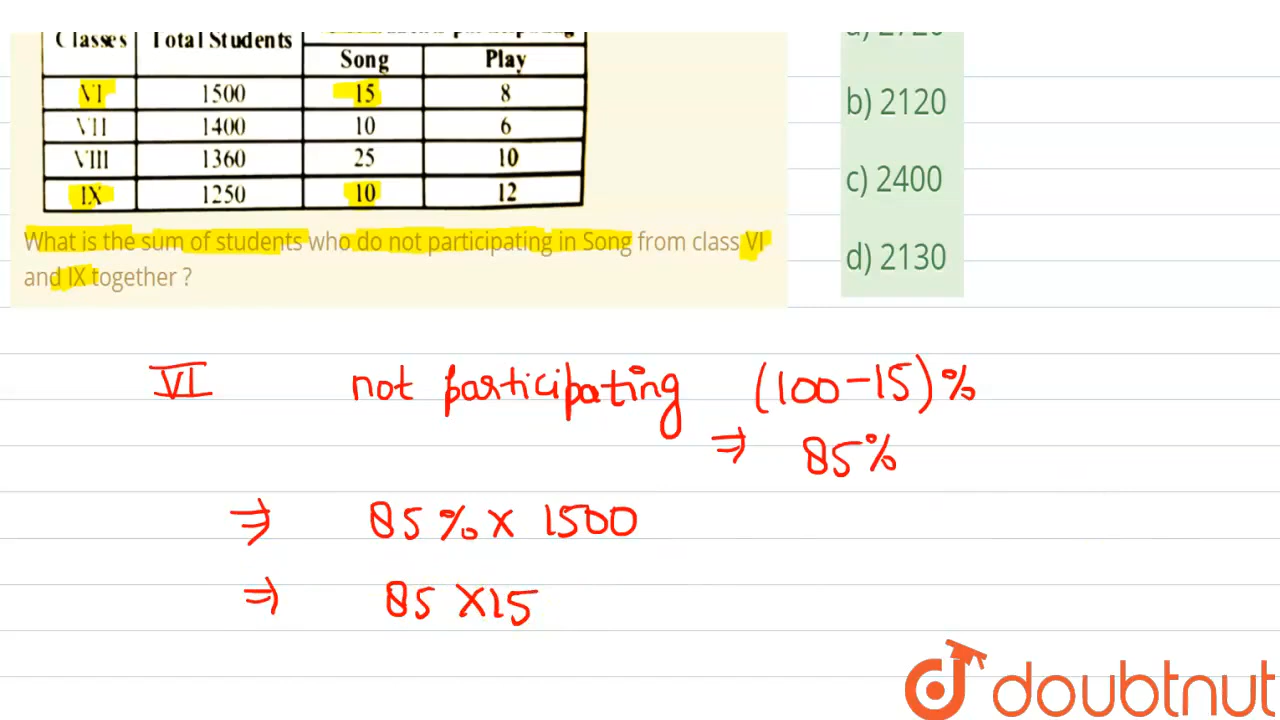 Classes Total Students
Song Play
VI 1500 15 8
VII 1400 10 6
VIII 1360 25 10
IX 1250 10 12
What is the sum of students who do not participating in Song from class VI
and IX together ?
b) 2120
c) 2400
d) 2130
VI not participating (100-15)%
⇒ 85%
⇒ 85% X 1500
⇒ 85 X15
doubtnut